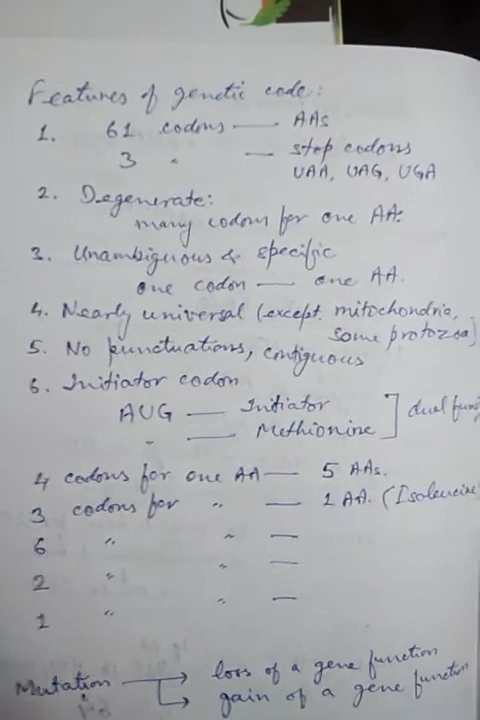 Features of genetic code:
1. 61 codons — AAs
3 " — stop codons
UAA, UAG, UGA
2. Degenerate:
many codons for one AA.
3. Unambiguous & specific
one codon — one AA.
4. Nearly universal (except. mitochondria,
some protozoa)
5. No punctuations, contiguous
6. Initiator codon
AUG — Initiator
" — Methionine ] dual
4 codons for one AA — 5 AAs.
3 codons for " — 1 AA. (Isoleucine
6 " " —
2 " " —
1 " " —
Mutation → loss of a gene function
→ gain of a gene function